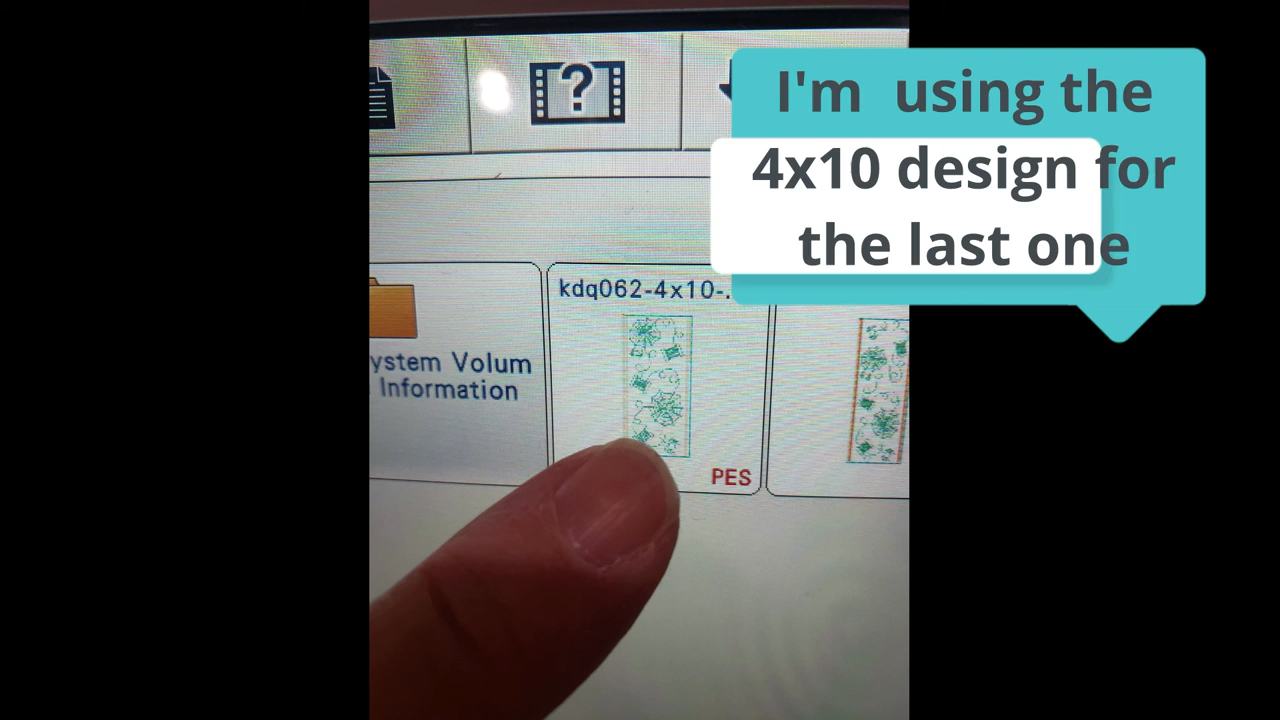 I'm using the
4x10 design for
the last one
?
kdq062-4x10-.
ystem Volum
Information
PES